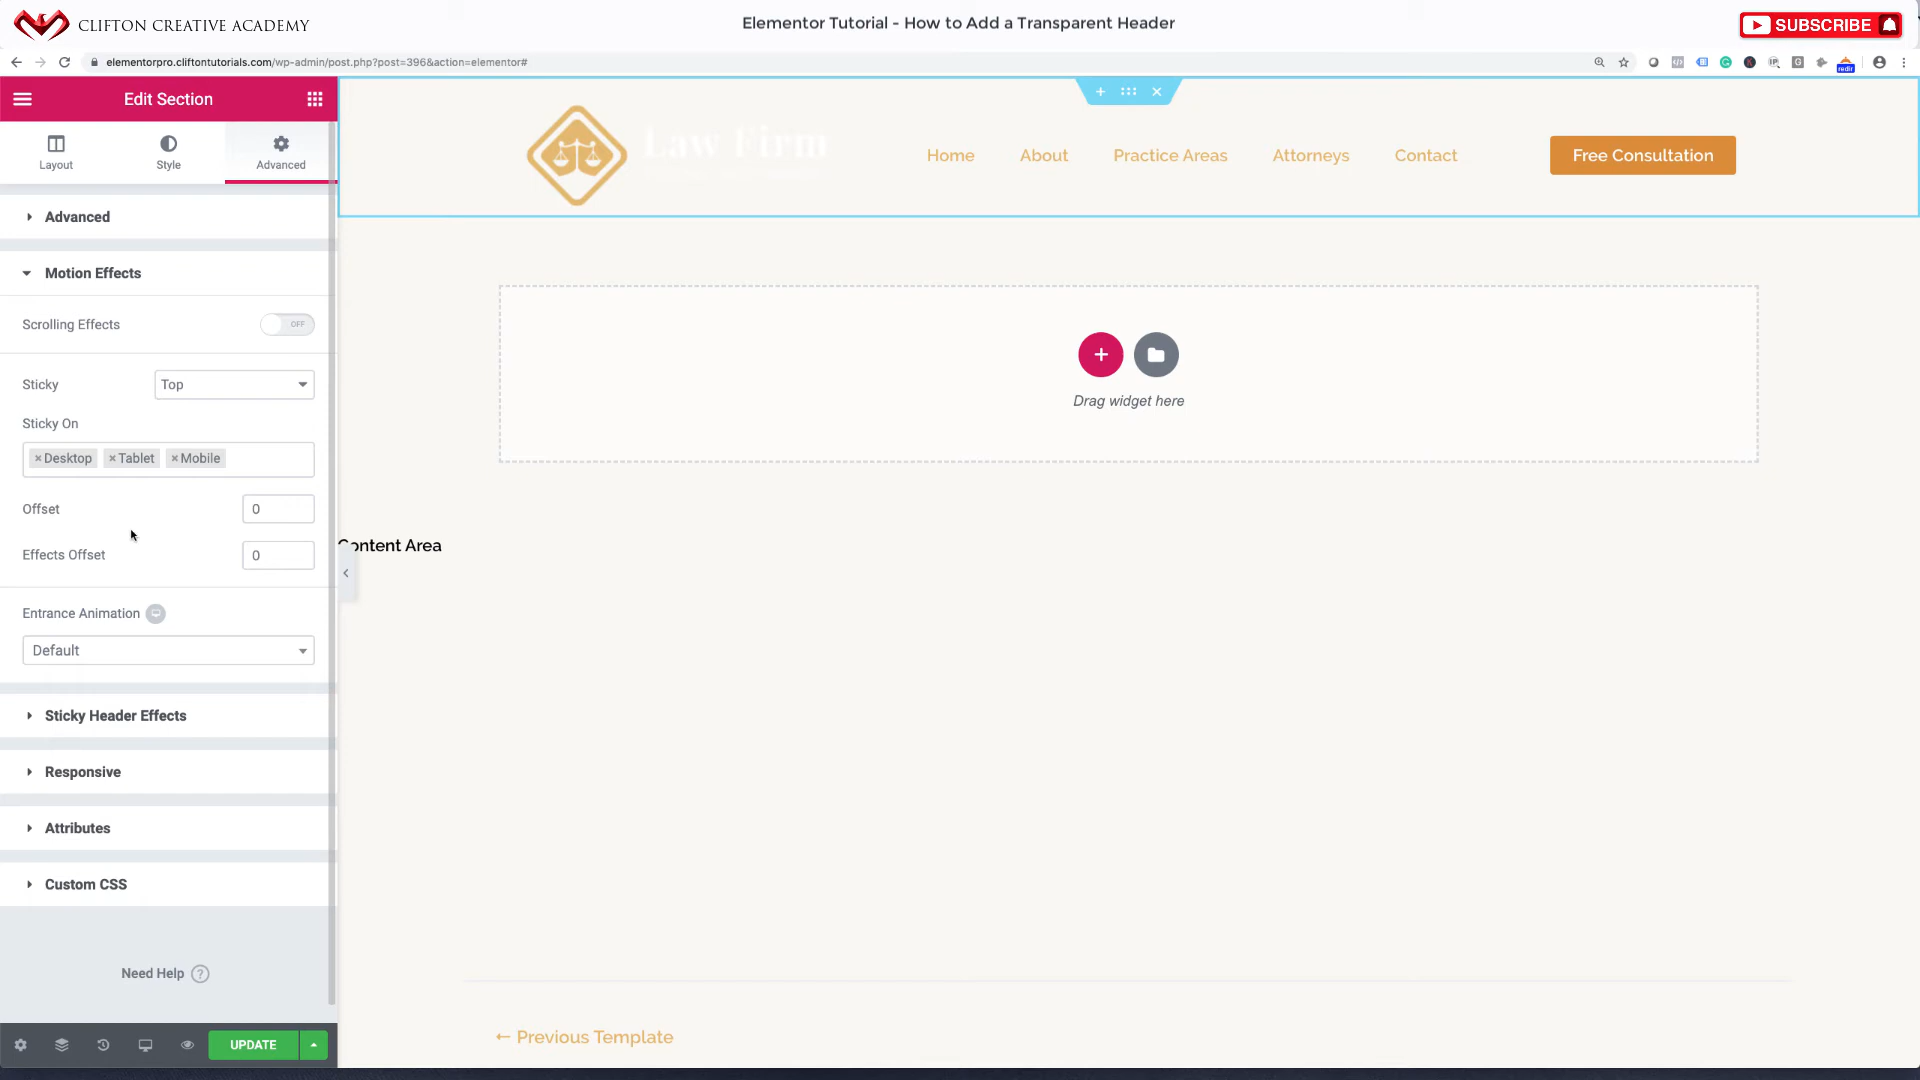 CLIFTON CREATIVE ACADEMY
Elementor Tutorial - How to Add a Transparent Header
SUBSCRIBE
elementorpro.cliftontutorials.com/wp-admin/post.php?post=396&action=elementor#
Edit Section
Layout
Style
Advanced
Law Firm
Home
About
Practice Areas
Attorneys
Contact
Free Consultation
Advanced
Motion Effects
Scrolling Effects
OFF
Sticky
Top
Sticky On
×Desktop ×Tablet ×Mobile
Drag widget here
Offset
0
Effects Offset
0
Content Area
Entrance Animation
Default
Sticky Header Effects
Responsive
Attributes
Custom CSS
Need Help ?
← Previous Template
UPDATE